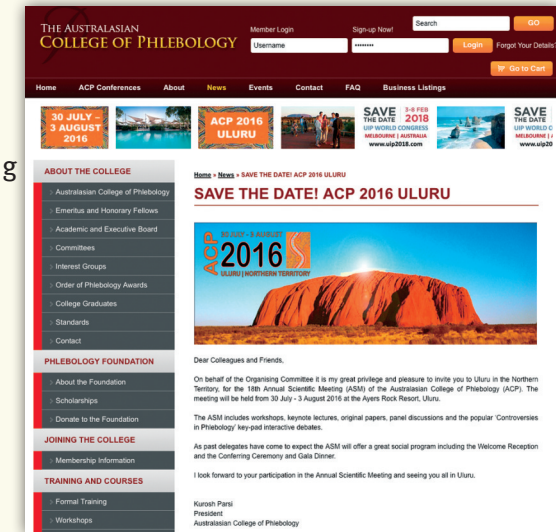 THE AUSTRALASIAN
COLLEGE OF PHLEBOLOGY
Member Login
Sign-up Now!
Search
GO
Username
••••••••
Login
Forgot Your Details?
Go to Cart
Home
ACP Conferences
About
News
Events
Contact
FAQ
Business Listings
30 JULY –
3 AUGUST
2016
ACP 2016
ULURU
SAVE
THE DATE
3-8 FEB
2018
UIP WORLD CONGRESS
MELBOURNE | AUSTRALIA
www.uip2018.com
SAVE
THE DATE
UIP WORLD C
MELBOURNE | A
www.uip20
g
ABOUT THE COLLEGE
› Australasian College of Phlebology
› Emeritus and Honorary Fellows
› Academic and Executive Board
› Committees
› Interest Groups
› Order of Phlebology Awards
› College Graduates
› Standards
› Contact
PHLEBOLOGY FOUNDATION
› About the Foundation
› Scholarships
› Donate to the Foundation
JOINING THE COLLEGE
› Membership Information
TRAINING AND COURSES
› Formal Training
› Workshops
Home » News » SAVE THE DATE! ACP 2016 ULURU
SAVE THE DATE! ACP 2016 ULURU
ACP
30 JULY - 3 AUGUST
2016
ULURU | NORTHERN TERRITORY
Dear Colleagues and Friends,
On behalf of the Organising Committee it is my great privilege and pleasure to invite you to Uluru in the Northern
Territory, for the 18th Annual Scientific Meeting (ASM) of the Australasian College of Phlebology (ACP). The
meeting will be held from 30 July - 3 August 2016 at the Ayers Rock Resort, Uluru.
The ASM includes workshops, keynote lectures, original papers, panel discussions and the popular 'Controversies
in Phlebology' key-pad interactive debates.
As past delegates have come to expect the ASM will offer a great social program including the Welcome Reception
and the Conferring Ceremony and Gala Dinner.
I look forward to your participation in the Annual Scientific Meeting and seeing you all in Uluru.
Kurosh Parsi
President
Australasian College of Phlebology